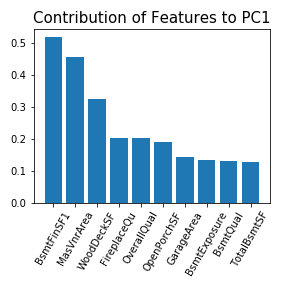 Contribution of Features to PC1
0.5
0.4
0.3
0.2
0.1
0.0
BsmtFinSF1
MasVnrArea
WoodDeckSF
FireplaceQu
OverallQual
OpenPorchSF
GarageArea
BsmtExposure
BsmtQual
TotalBsmtSF